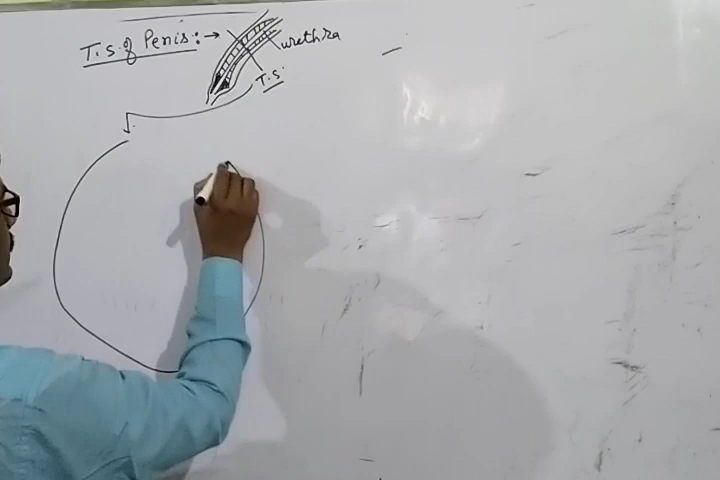 T.S. of Penis:→
urethra
T.S.